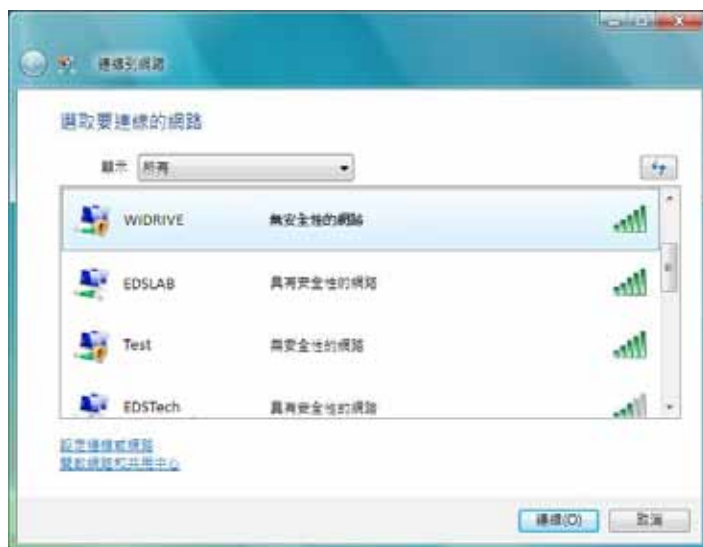 連線到網路
選取要連線的網路
顯示 所有
WIDRIVE 無安全性的網路
EDSLAB 具有安全性的網路
Test 無安全性的網路
EDSTech 具有安全性的網路
設定連線或網路
開啟網路和共用中心
連線(O) 取消